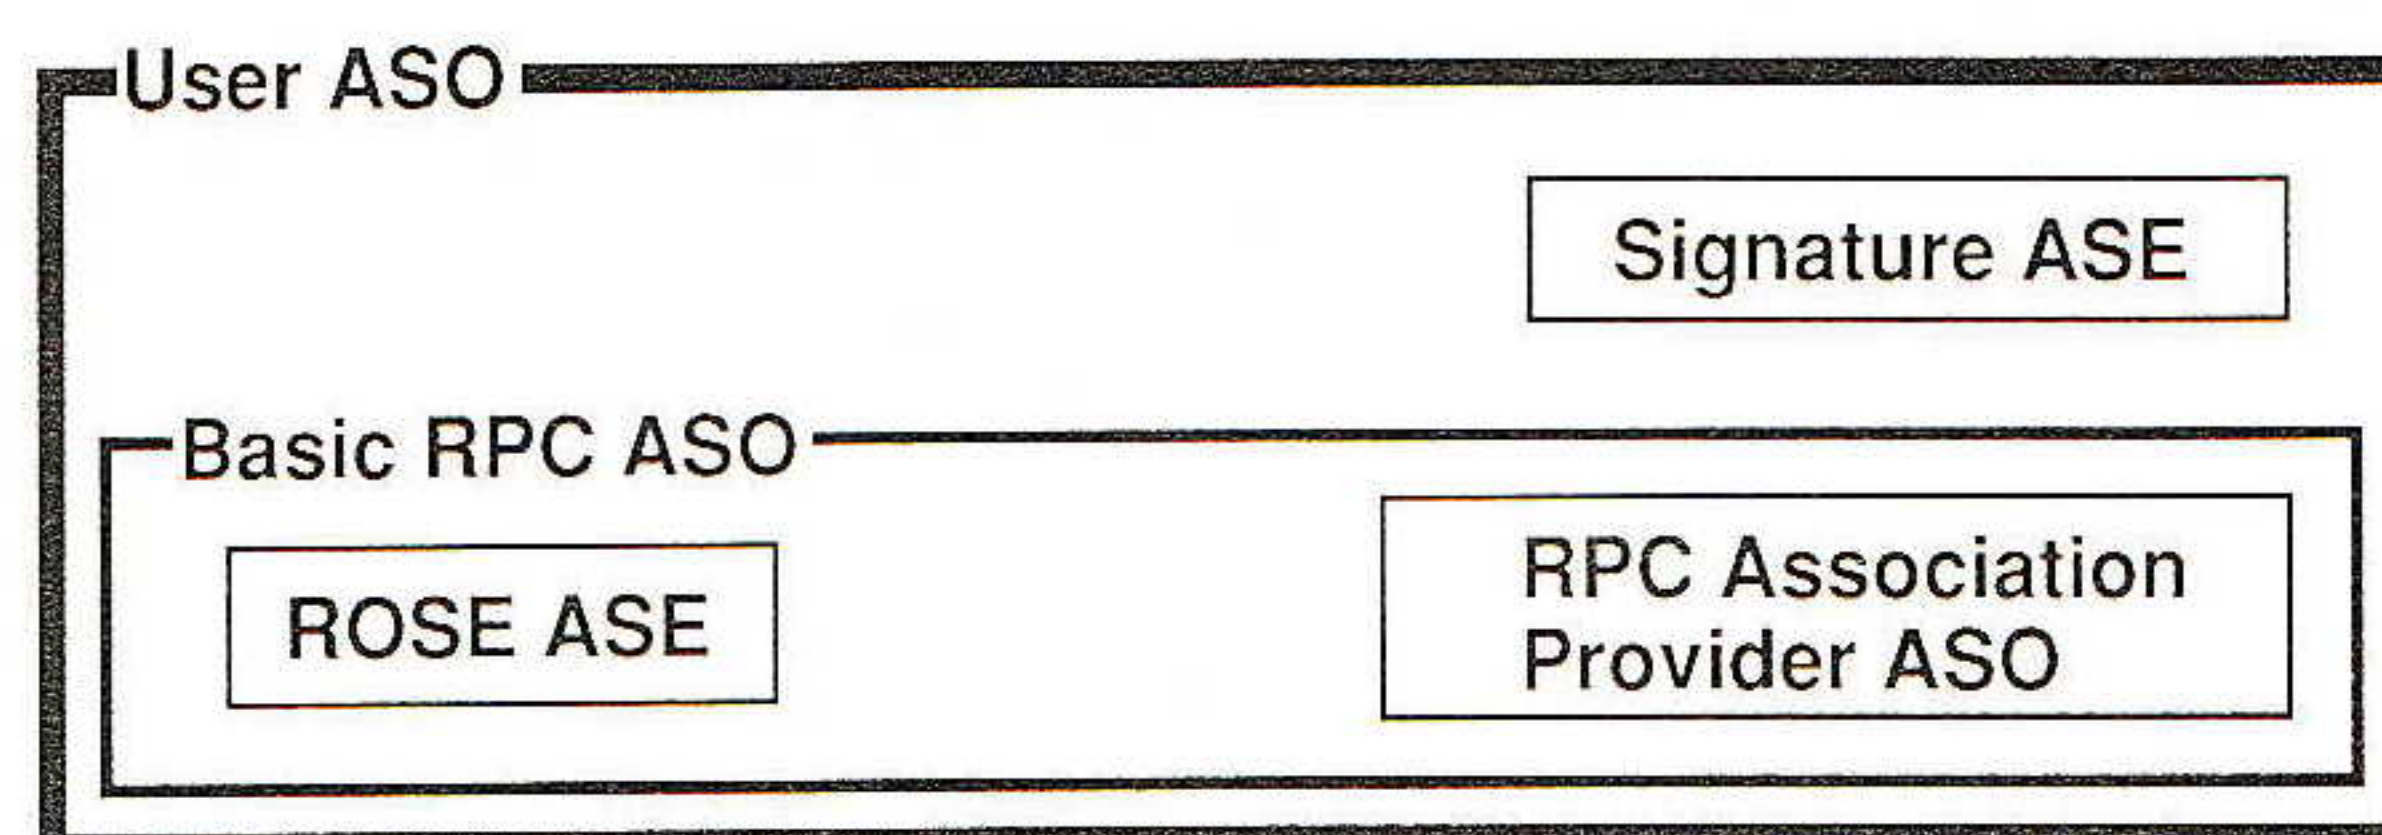 User ASO
Signature ASE
Basic RPC ASO
ROSE ASE
RPC Association
Provider ASO